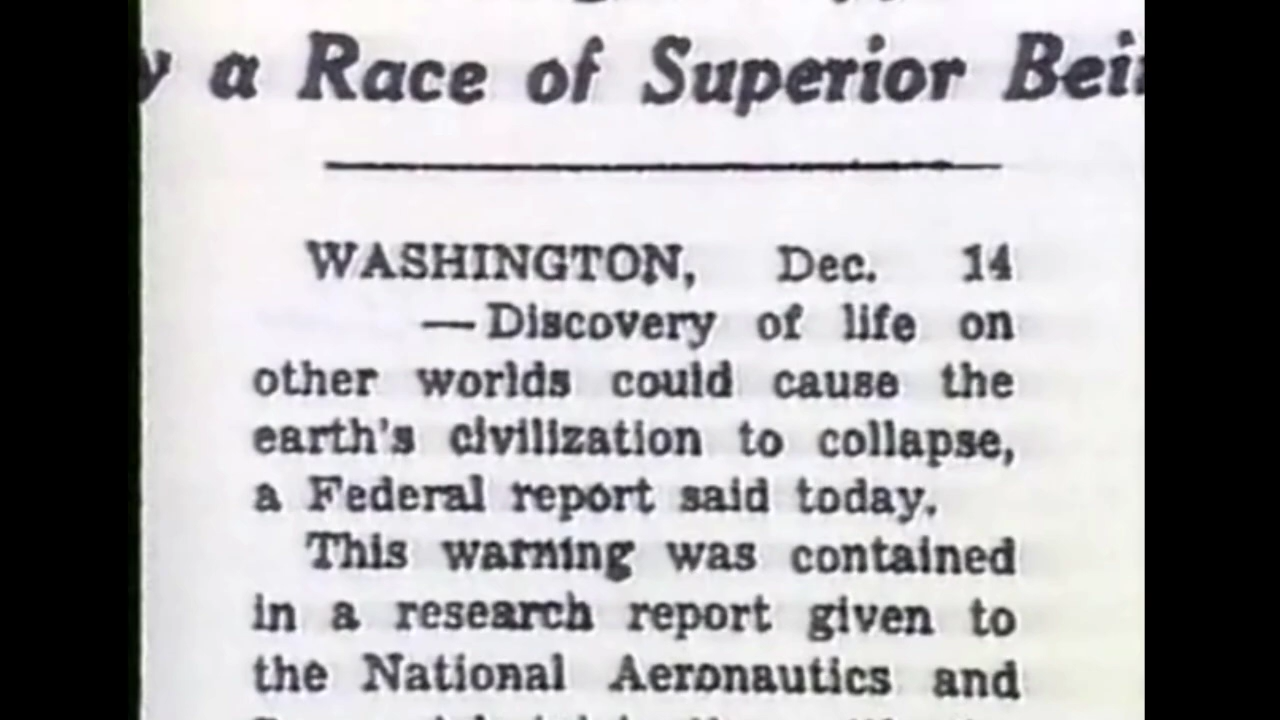 a Race of Superior
WASHINGTON, Dec. 14
— Discovery of life on
other worlds could cause the
earth's civilization to collapse,
a Federal report said today.
This warning was contained
in a research report given to
the National Aeronautics and